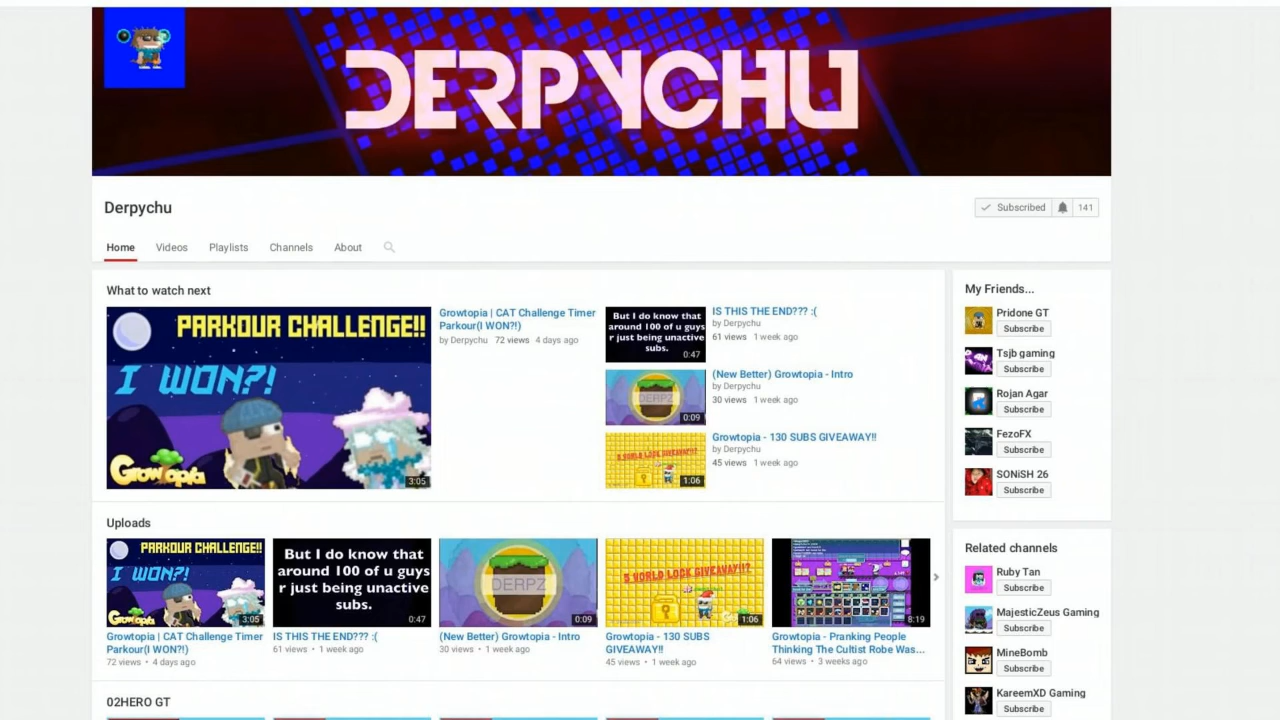 DERPYCHU
Derpychu
Subscribed 141
Home Videos Playlists Channels About
What to watch next
PARKOUR CHALLENGE!!
I WON?!
Growtopia
3:05
Growtopia | CAT Challenge Timer
Parkour(I WON?!)
by Derpychu 72 views 4 days ago
But I do know that
around 100 of u guys
r just being unactive
subs.
0:47
IS THIS THE END??? :(
by Derpychu
61 views 1 week ago
DERPZ
0:09
(New Better) Growtopia - Intro
by Derpychu
30 views 1 week ago
5 WORLD LOCK GIVEAWAY!!?
1:06
Growtopia - 130 SUBS GIVEAWAY!!
by Derpychu
45 views 1 week ago
Uploads
PARKOUR CHALLENGE!!
I WON?!
Growtopia
3:05
Growtopia | CAT Challenge Timer
Parkour(I WON?!)
72 views • 4 days ago
But I do know that
around 100 of u guys
r just being unactive
subs.
0:47
IS THIS THE END??? :(
61 views • 1 week ago
DERPZ
0:09
(New Better) Growtopia - Intro
30 views • 1 week ago
5 WORLD LOCK GIVEAWAY!!?
1:06
Growtopia - 130 SUBS
GIVEAWAY!!
45 views • 1 week ago
8:19
Growtopia - Pranking People
Thinking The Cultist Robe Was...
64 views • 3 weeks ago
02HERO GT
My Friends...
Pridone GT
Subscribe
Tsjb gaming
Subscribe
Rojan Agar
Subscribe
FezoFX
Subscribe
SONiSH 26
Subscribe
Related channels
Ruby Tan
Subscribe
MajesticZeus Gaming
Subscribe
MineBomb
Subscribe
KareemXD Gaming
Subscribe